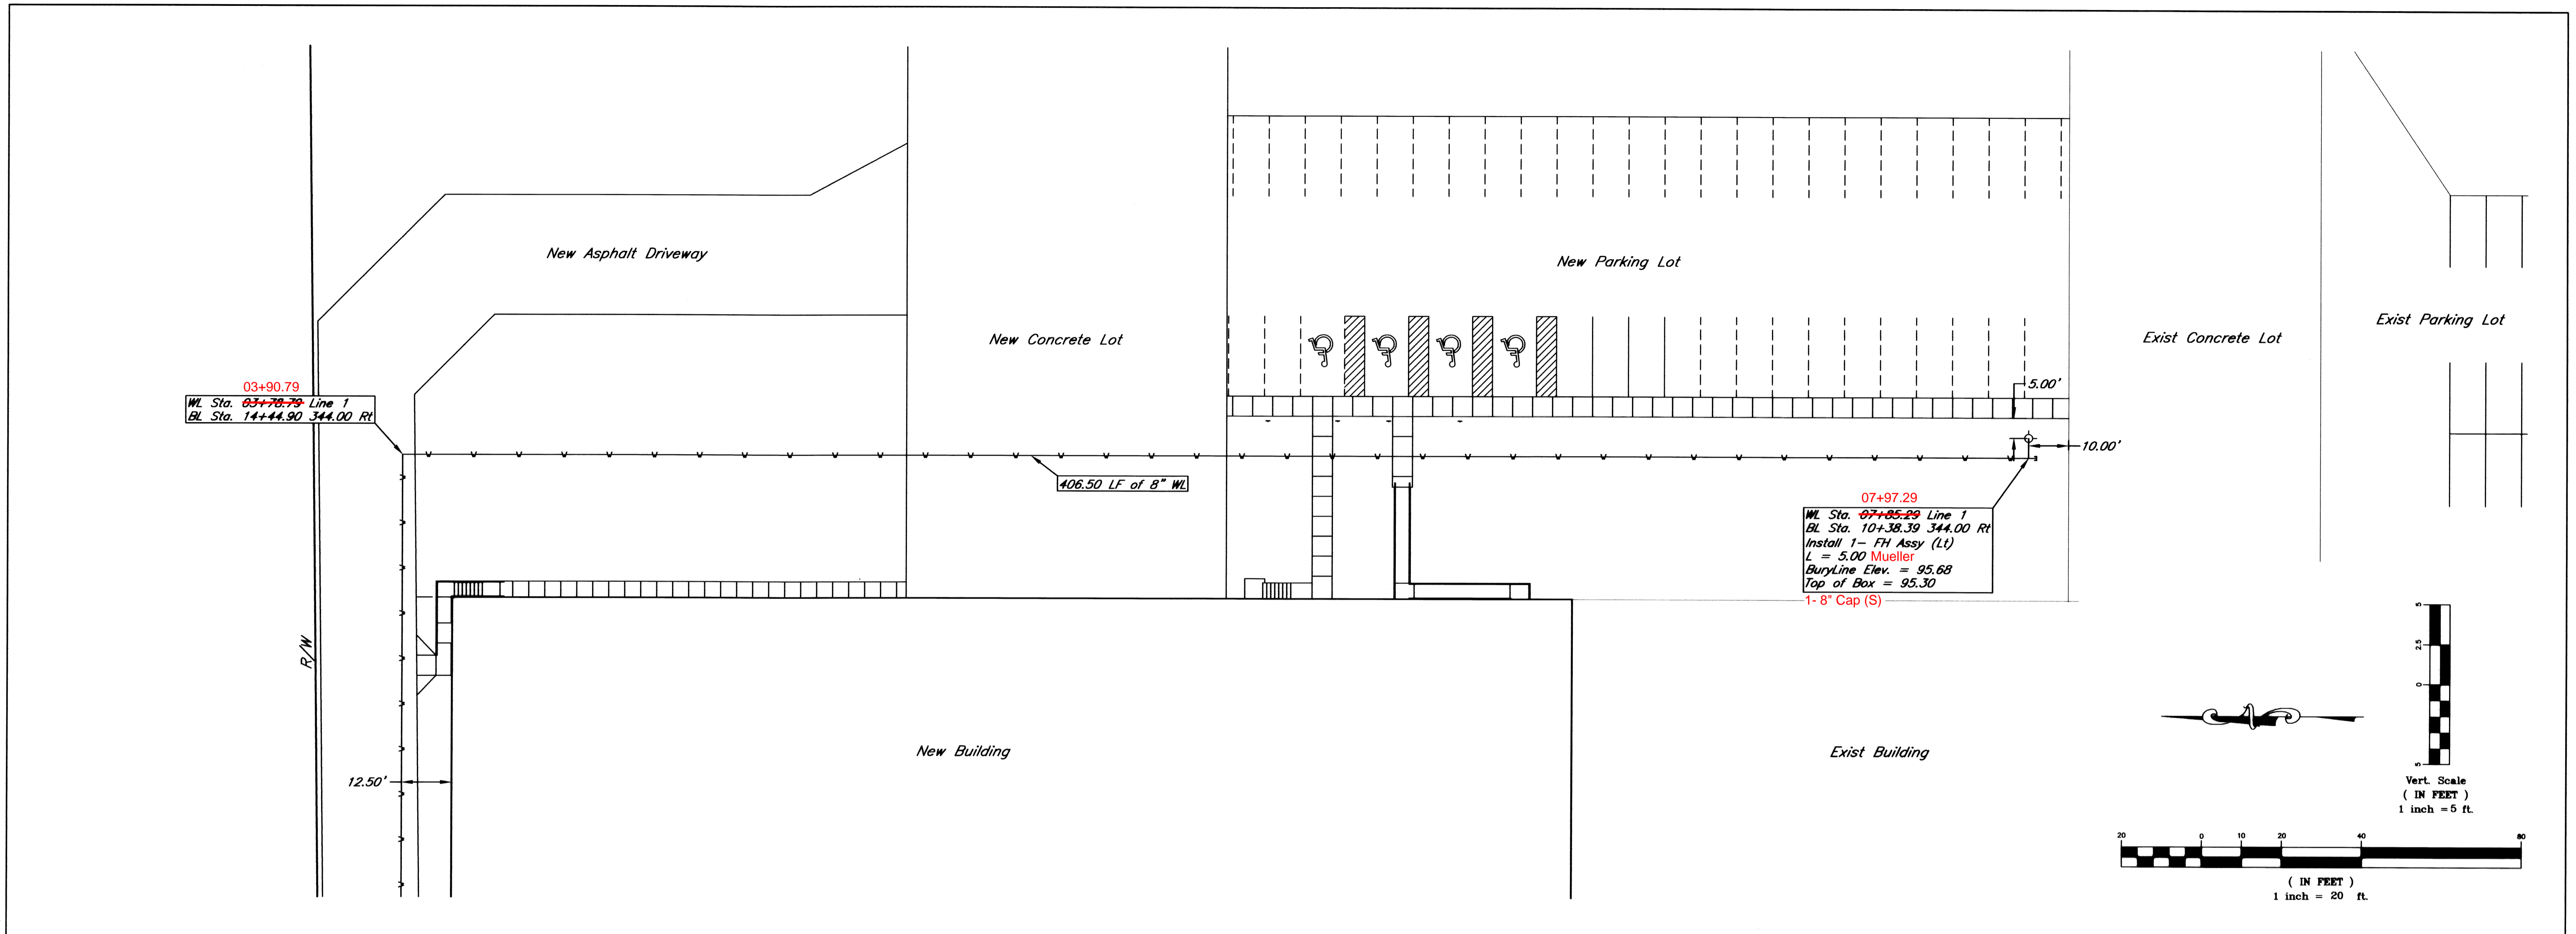 New Asphalt Driveway
New Concrete Lot
New Parking Lot
Exist Concrete Lot
Exist Parking Lot
03+90.79
WL Sta. 03+78.79 Line 1
BL Sta. 14+44.90 344.00 Rt
5.00'
10.00'
406.50 LF of 8" WL
07+97.29
WL Sta. 07+85.29 Line 1
BL Sta. 10+38.39 344.00 Rt
Install 1- FH Assy (Lt)
L = 5.00 Mueller
BuryLine Elev. = 95.68
Top of Box = 95.30
1- 8" Cap (S)
R/W
12.50'
New Building
Exist Building
5
2.5
0
5
Vert. Scale
( IN FEET )
1 inch = 5 ft.
20 0 10 20 40 80
( IN FEET )
1 inch = 20 ft.